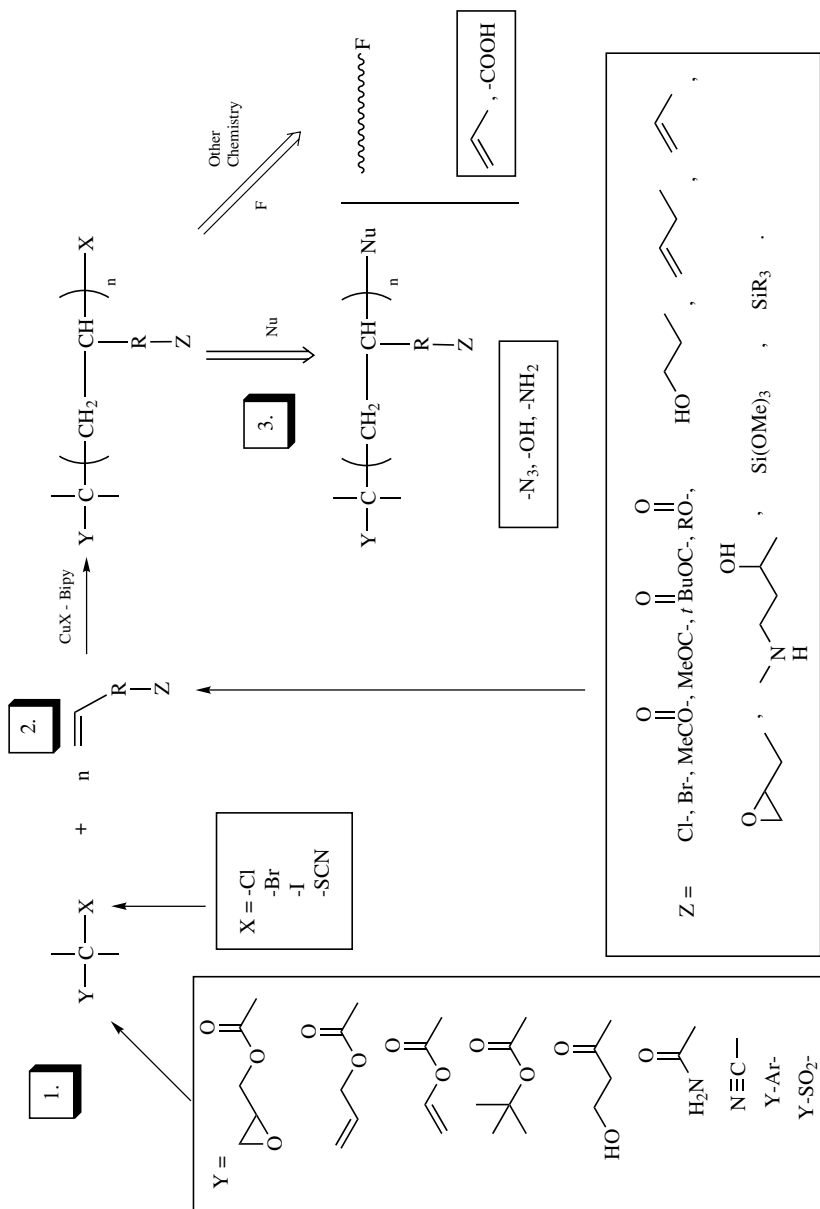 1.
Y
C
X
+
n
2.
R
Z
CuX - Bipy
Y
C
CH2
CH
n
X
R
Z
Other
Chemistry
F
F
, -COOH
3.
Nu
Y
C
CH2
CH
n
Nu
R
Z
-N3, -OH, -NH2
X = -Cl
-Br
-I
-SCN
Y =
O
O
O
O
O
O
O
O
O
O
HO
O
H2N
N≡C
Y-Ar-
Y-SO2-
O
O
O
Z = Cl-, Br-, MeCO-, MeOC-, t BuOC-, RO-,
HO
,
,
,
O
,
N
H
OH
, Si(OMe)3 , SiR3 .